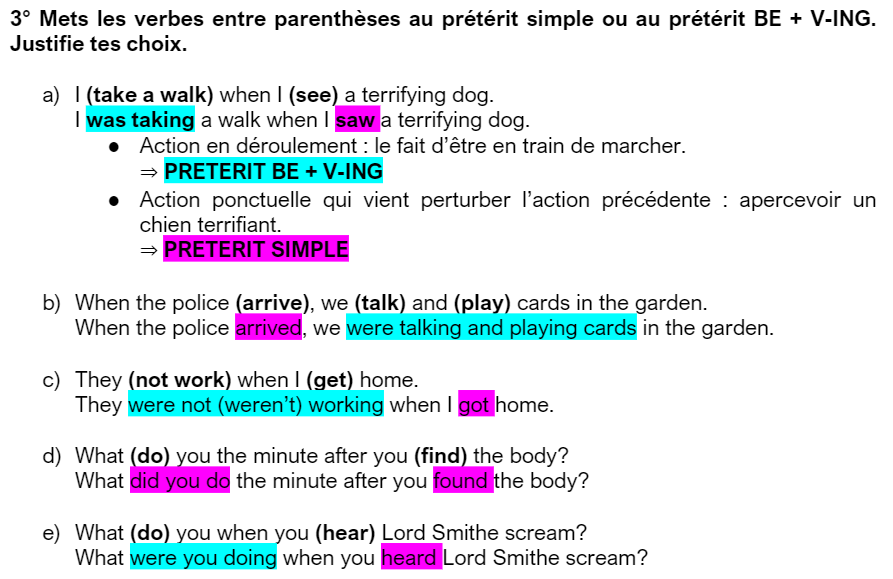 3° Mets les verbes entre parenthèses au prétérit simple ou au prétérit BE + V-ING.
Justifie tes choix.
a) I (take a walk) when I (see) a terrifying dog.
I was taking a walk when I saw a terrifying dog.
● Action en déroulement : le fait d’être en train de marcher.
⇒ PRETERIT BE + V-ING
● Action ponctuelle qui vient perturber l’action précédente : apercevoir un
chien terrifiant.
⇒ PRETERIT SIMPLE
b) When the police (arrive), we (talk) and (play) cards in the garden.
When the police arrived, we were talking and playing cards in the garden.
c) They (not work) when I (get) home.
They were not (weren’t) working when I got home.
d) What (do) you the minute after you (find) the body?
What did you do the minute after you found the body?
e) What (do) you when you (hear) Lord Smithe scream?
What were you doing when you heard Lord Smithe scream?